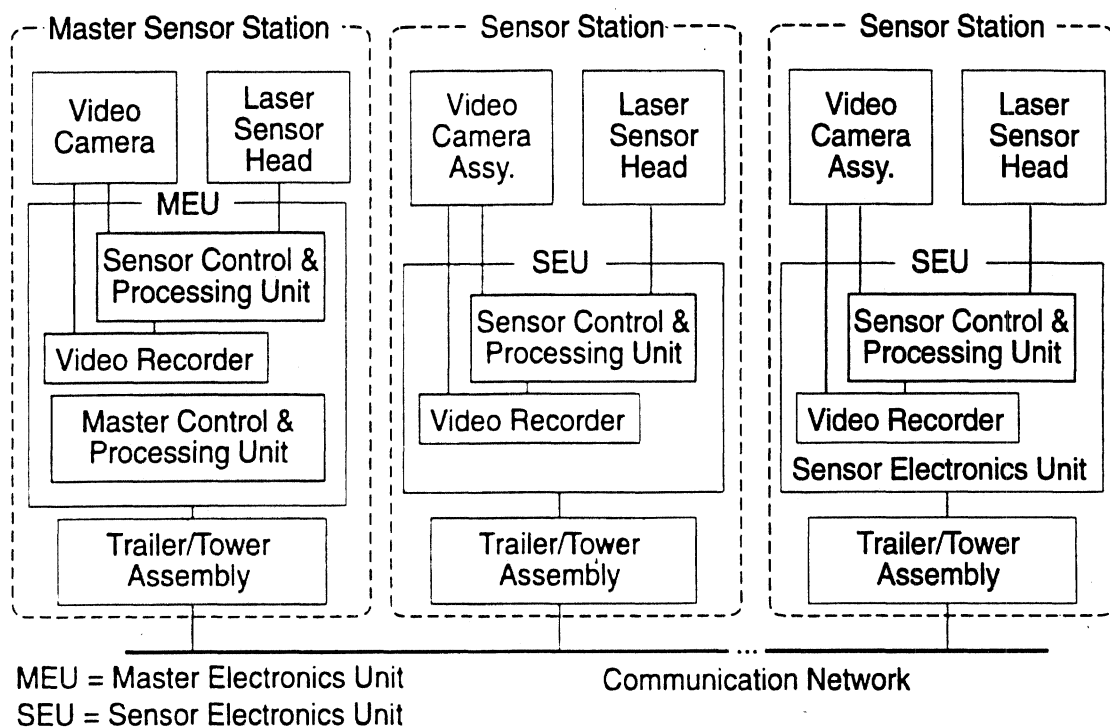 Master Sensor Station
Video
Camera
Laser
Sensor
Head
MEU
Sensor Control &
Processing Unit
Video Recorder
Master Control &
Processing Unit
Trailer/Tower
Assembly
Sensor Station
Video
Camera
Assy.
Laser
Sensor
Head
SEU
Sensor Control &
Processing Unit
Video Recorder
Trailer/Tower
Assembly
Sensor Station
Video
Camera
Assy.
Laser
Sensor
Head
SEU
Sensor Control &
Processing Unit
Video Recorder
Sensor Electronics Unit
Trailer/Tower
Assembly
...
MEU = Master Electronics Unit
SEU = Sensor Electronics Unit
Communication Network